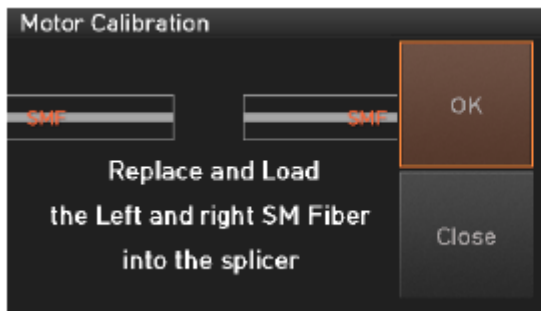 Motor Calibration
SMF
SMF
OK
Replace and Load
the Left and right SM Fiber
into the splicer
Close